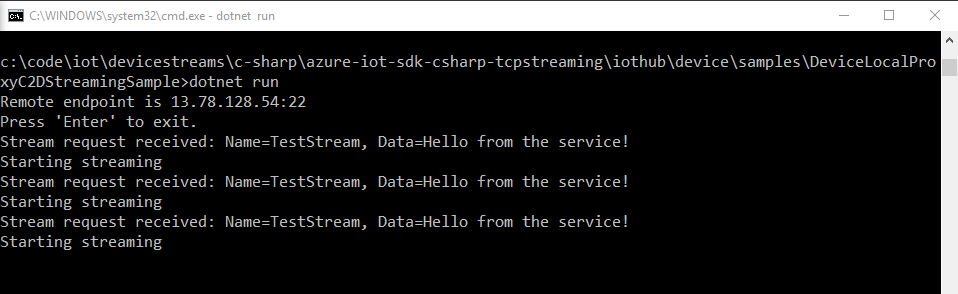 C:\WINDOWS\system32\cmd.exe - dotnet  run
c:\code\iot\devicestreams\c-sharp\azure-iot-sdk-csharp-tcpstreaming\iothub\device\samples\DeviceLocalPro
xyC2DStreamingSample>dotnet run
Remote endpoint is 13.78.128.54:22
Press 'Enter' to exit.
Stream request received: Name=TestStream, Data=Hello from the service!
Starting streaming
Stream request received: Name=TestStream, Data=Hello from the service!
Starting streaming
Stream request received: Name=TestStream, Data=Hello from the service!
Starting streaming